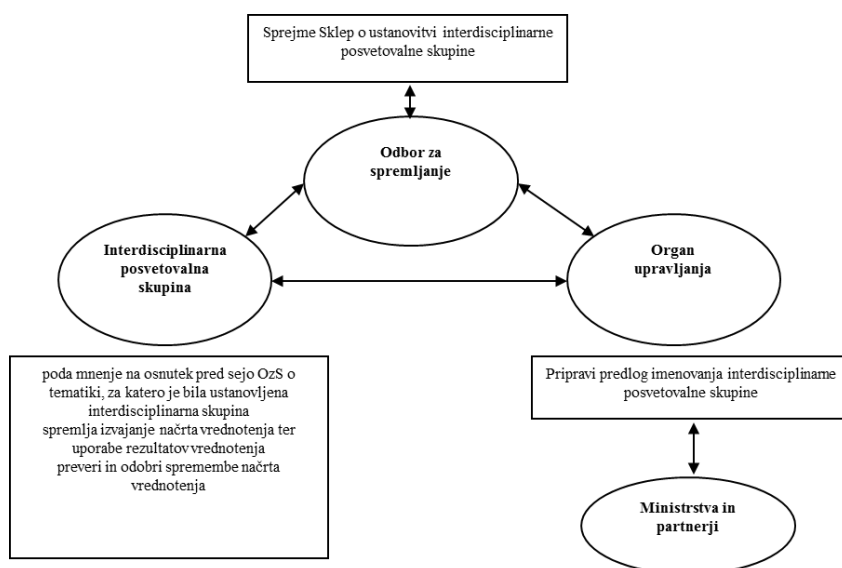 Sprejme Sklep o ustanovitvi interdisciplinarne
posvetovalne skupine
Odbor za
spremljanje
Interdisciplinarna
posvetovalna
skupina
Organ
upravljanja
poda mnenje na osnutek pred sejo OzS o
tematiki, za katero je bila ustanovljena
interdisciplinarna skupina
spremlja izvajanje načrta vrednotenja ter
uporabe rezultatov vrednotenja
preveri in odobri spremembe načrta
vrednotenja
Pripravi predlog imenovanja interdisciplinarne
posvetovalne skupine
Ministrstva in
partnerji